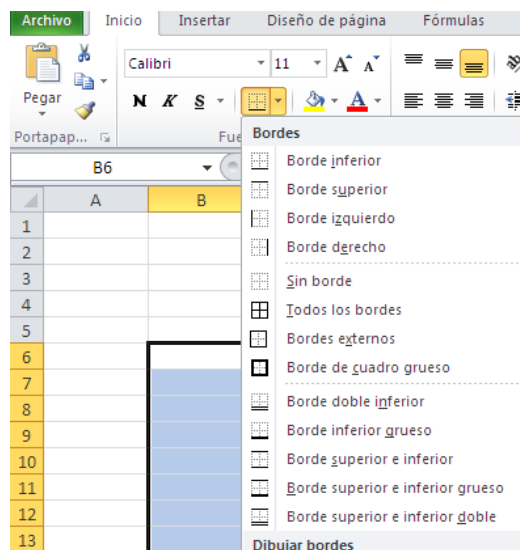 Archivo Inicio Insertar Diseño de página Fórmulas
Calibri 11 A A
Pegar N K S A
Portapap... Fue
Bordes
B6
Borde inferior
Borde superior
Borde izquierdo
Borde derecho
Sin borde
Todos los bordes
Bordes externos
Borde de cuadro grueso
Borde doble inferior
Borde inferior grueso
Borde superior e inferior
Borde superior e inferior grueso
Borde superior e inferior doble
Dibujar bordes
A B
1
2
3
4
5
6
7
8
9
10
11
12
13